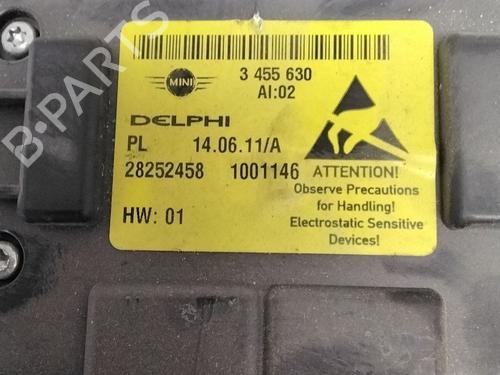 MINI
3 455 630
AI:02
DELPHI
PL 14.06.11/A
28252458 1001146
HW: 01
ATTENTION!
Observe Precautions
for Handling!
Electrostatic Sensitive
Devices!
B-PARTS